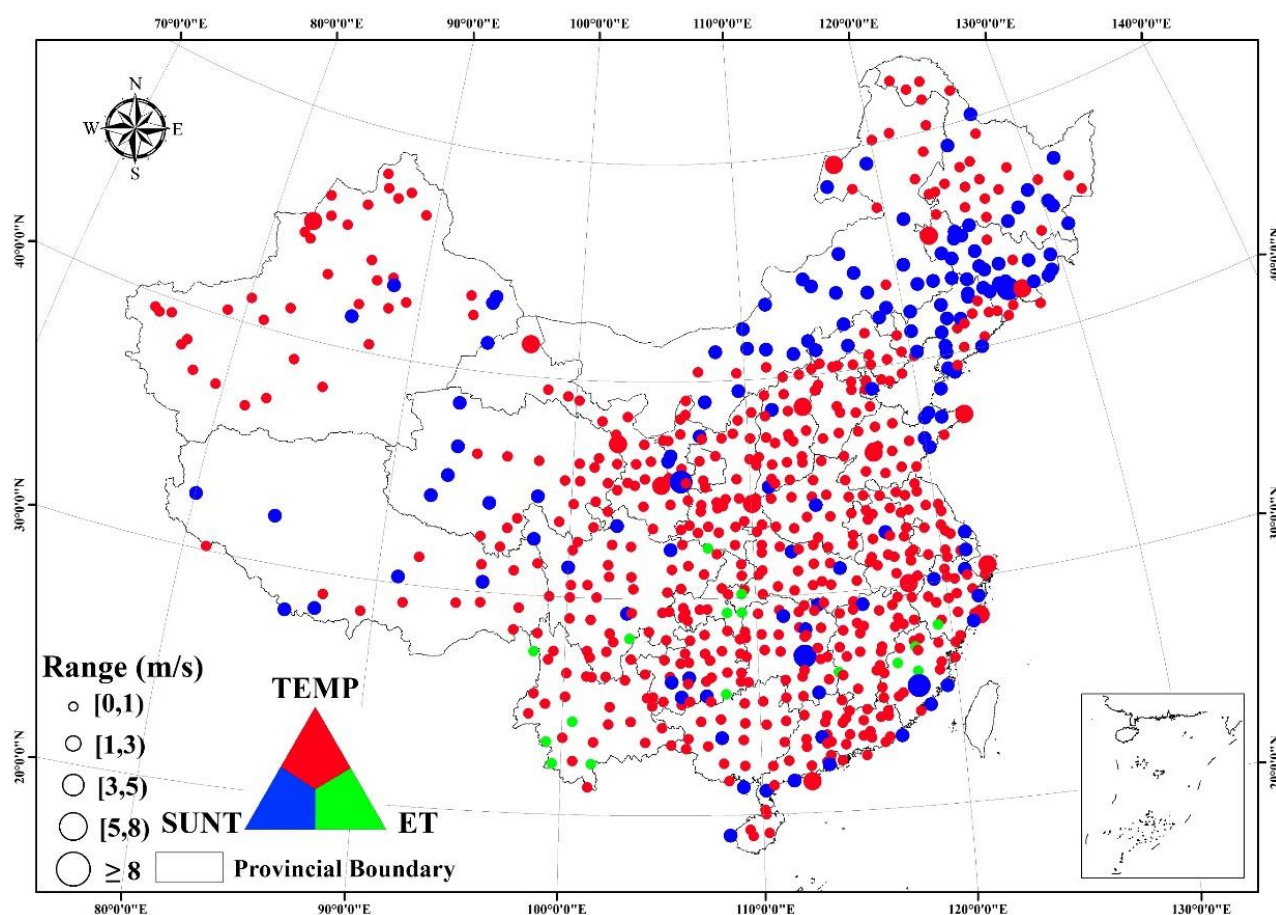 70°0'0"E 80°0'0"E 90°0'0"E 100°0'0"E 110°0'0"E 120°0'0"E 130°0'0"E 140°0'0"E
N
W E
S
40°0'0"N
30°0'0"N
20°0'0"N
Range (m/s)
[0,1)
[1,3)
[3,5)
[5,8)
≥ 8
TEMP
SUNT ET
Provincial Boundary
80°0'0"E 90°0'0"E 100°0'0"E 110°0'0"E 120°0'0"E 130°0'0"E